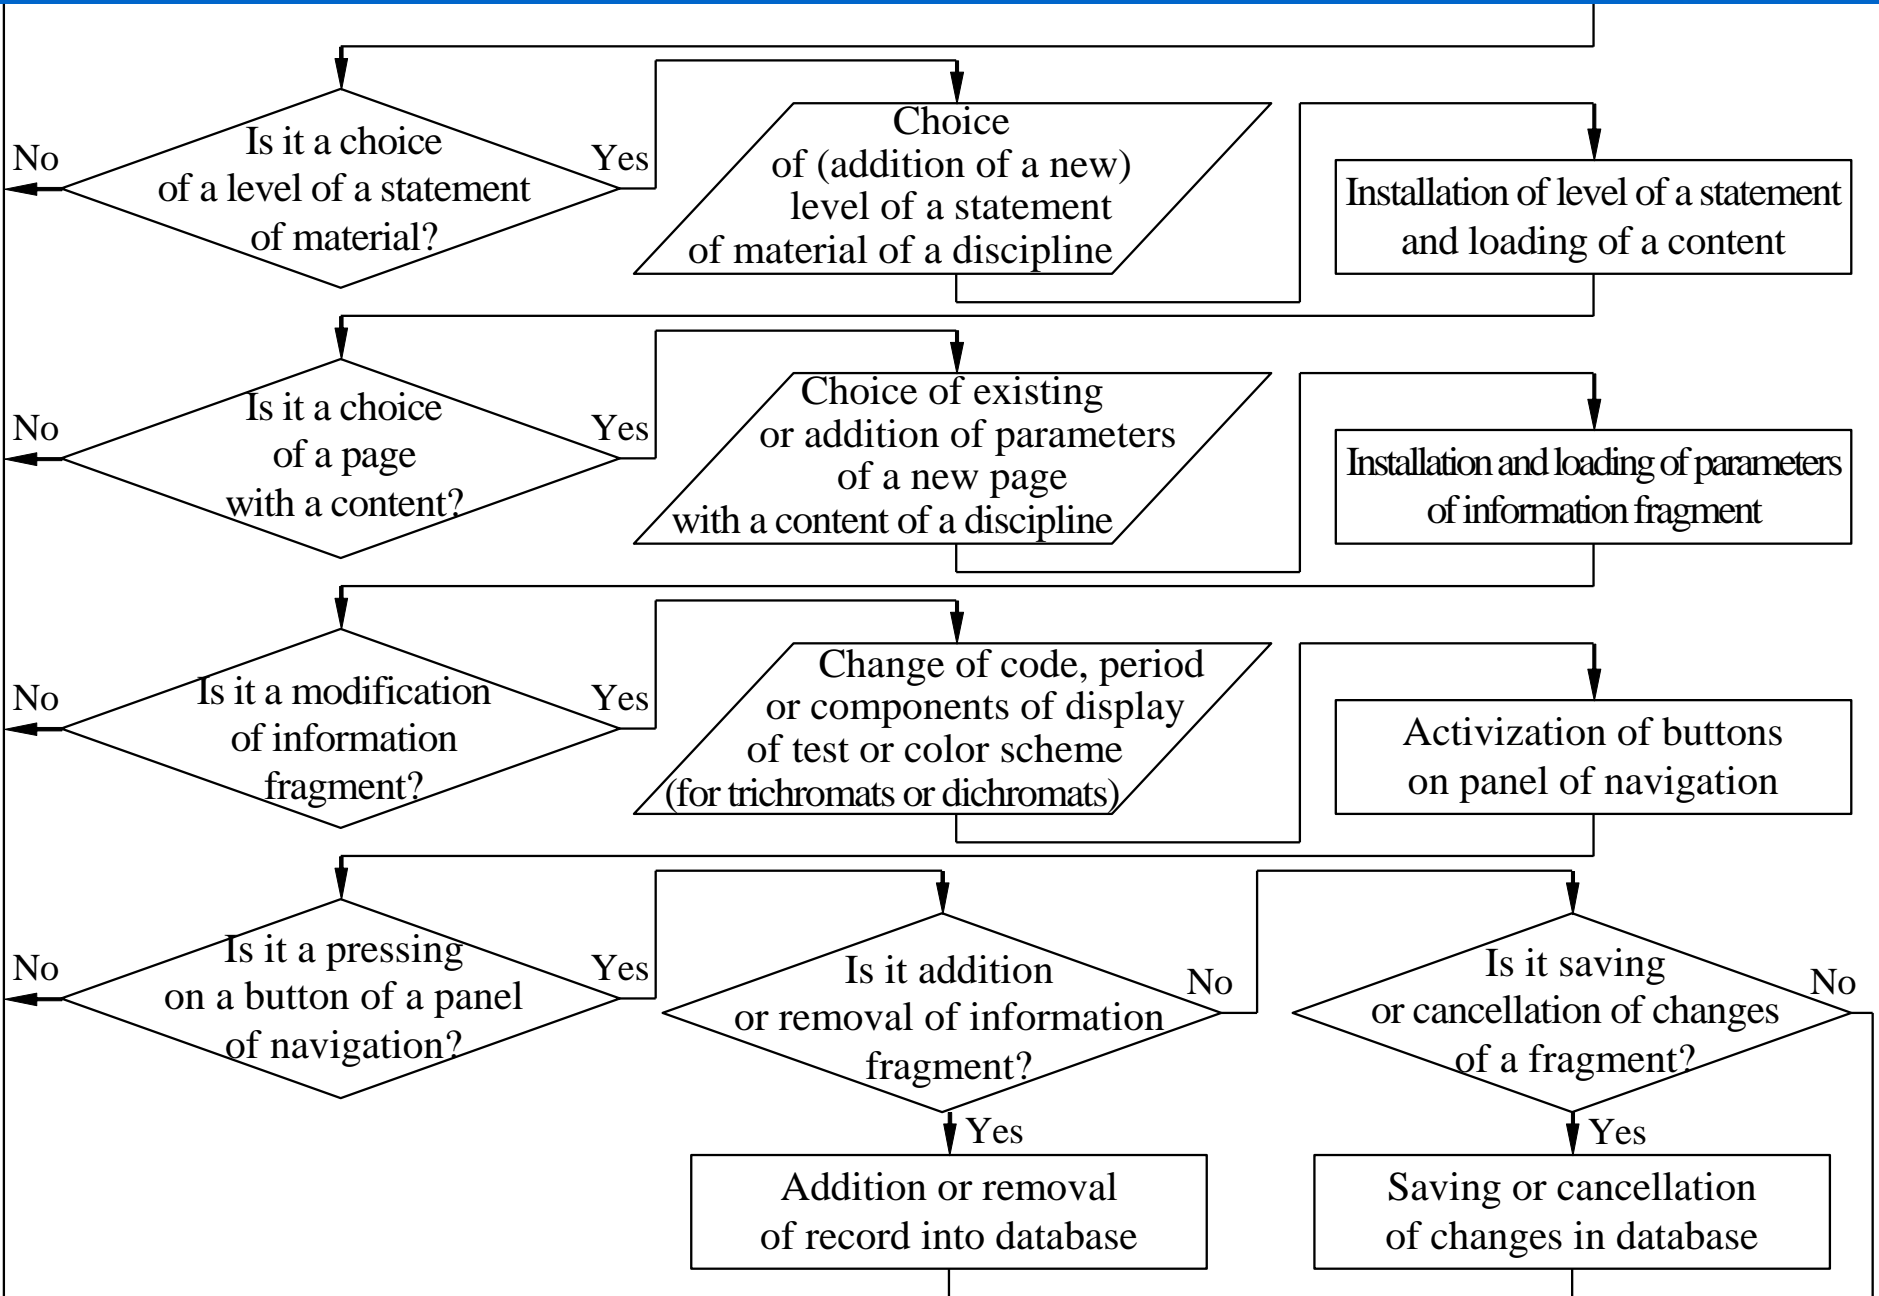 No
Is it a choice
of a level of a statement
of material?
Yes
Choice
of (addition of a new)
level of a statement
of material of a discipline
Installation of level of a statement
and loading of a content
No
Is it a choice
of a page
with a content?
Yes
Choice of existing
or addition of parameters
of a new page
with a content of a discipline
Installation and loading of parameters
of information fragment
No
Is it a modification
of information
fragment?
Yes
Change of code, period
or components of display
of test or color scheme
(for trichromats or dichromats)
Activization of buttons
on panel of navigation
No
Is it a pressing
on a button of a panel
of navigation?
Yes
Is it addition
or removal of information
fragment?
No
Is it saving
or cancellation of changes
of a fragment?
No
Yes
Addition or removal
of record into database
Yes
Saving or cancellation
of changes in database